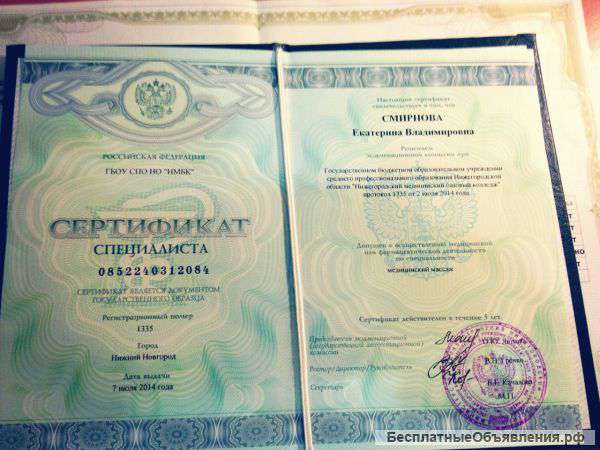 РОССИЙСКАЯ ФЕДЕРАЦИЯ
ГБОУ СПО НО "НМБК"
СЕРТИФИКАТ
СПЕЦИАЛИСТА
0852240312084
СЕРТИФИКАТ ЯВЛЯЕТСЯ ДОКУМЕНТОМ
ГОСУДАРСТВЕННОГО ОБРАЗЦА
Регистрационный номер
1335
Город
Нижний Новгород
Дата выдачи
7 июля 2014 года
Настоящий сертификат
свидетельствует о том, что
СМИРНОВА
Екатерина Владимировна
Решением
экзаменационной комиссии при
Государственном бюджетном образовательном учреждении
среднего профессионального образования Нижегородской
области "Нижегородский медицинский базовый колледж"
протокол 1335 от 2 июля 2014 года
Допущен к осуществлению медицинской
или фармацевтической деятельности
по специальности
медицинский массаж
Сертификат действителен в течение 5 лет
Председатель экзаменационной
(государственной аттестационной)
комиссии
Ректор/директор/руководитель
В.Н. Гречко
Секретарь
М.П.
БесплатныеОбъявления.рф